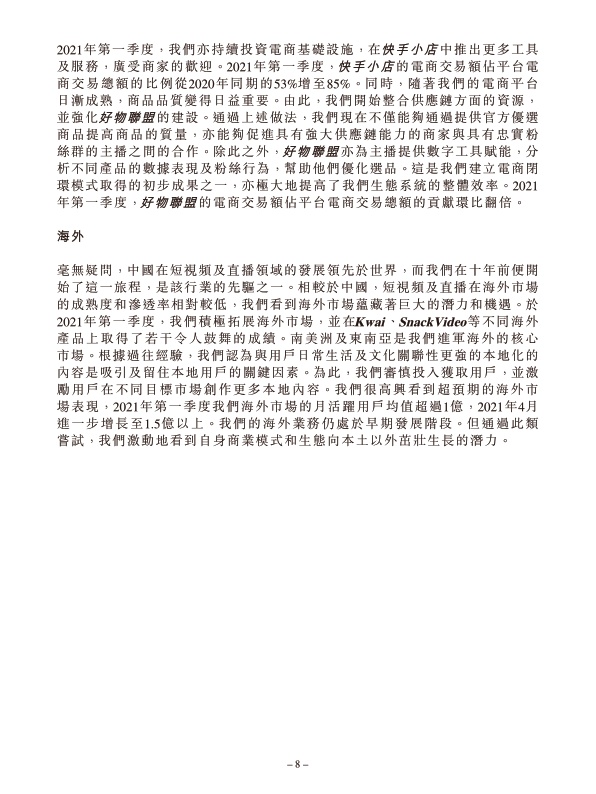 2021年第一季度，我們亦持續投資電商基礎設施，在快手小店中推出更多工具
及服務，廣受商家的歡迎。2021年第一季度，快手小店的電商交易額佔平台電
商交易總額的比例從2020年同期的53%增至85%。同時，隨著我們的電商平台
日漸成熟，商品品質變得日益重要。由此，我們開始整合供應鏈方面的資源，
並強化好物聯盟的建設。通過上述做法，我們現在不僅能夠通過提供官方優選
商品提高商品的質量，亦能夠促進具有強大供應鏈能力的商家與具有忠實粉
絲群的主播之間的合作。除此之外，好物聯盟亦為主播提供數字工具賦能，分
析不同產品的數據表現及粉絲行為，幫助他們優化選品。這是我們建立電商閉
環模式取得的初步成果之一，亦極大地提高了我們生態系統的整體效率。2021
年第一季度，好物聯盟的電商交易額佔平台電商交易總額的貢獻環比翻倍。
海外
毫無疑問，中國在短視頻及直播領域的發展領先於世界，而我們在十年前便開
始了這一旅程，是該行業的先驅之一。相較於中國，短視頻及直播在海外市場
的成熟度和滲透率相對較低，我們看到海外市場蘊藏著巨大的潛力和機遇。於
2021年第一季度，我們積極拓展海外市場，並在Kwai、SnackVideo等不同海外
產品上取得了若干令人鼓舞的成績。南美洲及東南亞是我們進軍海外的核心
市場。根據過往經驗，我們認為與用戶日常生活及文化關聯性更強的本地化的
內容是吸引及留住本地用戶的關鍵因素。為此，我們審慎投入獲取用戶，並激
勵用戶在不同目標市場創作更多本地內容。我們很高興看到超預期的海外市
場表現，2021年第一季度我們海外市場的月活躍用戶均值超過1億，2021年4月
進一步增長至1.5億以上。我們的海外業務仍處於早期發展階段。但通過此類
嘗試，我們激動地看到自身商業模式和生態向本土以外茁壯生長的潛力。
– 8 –